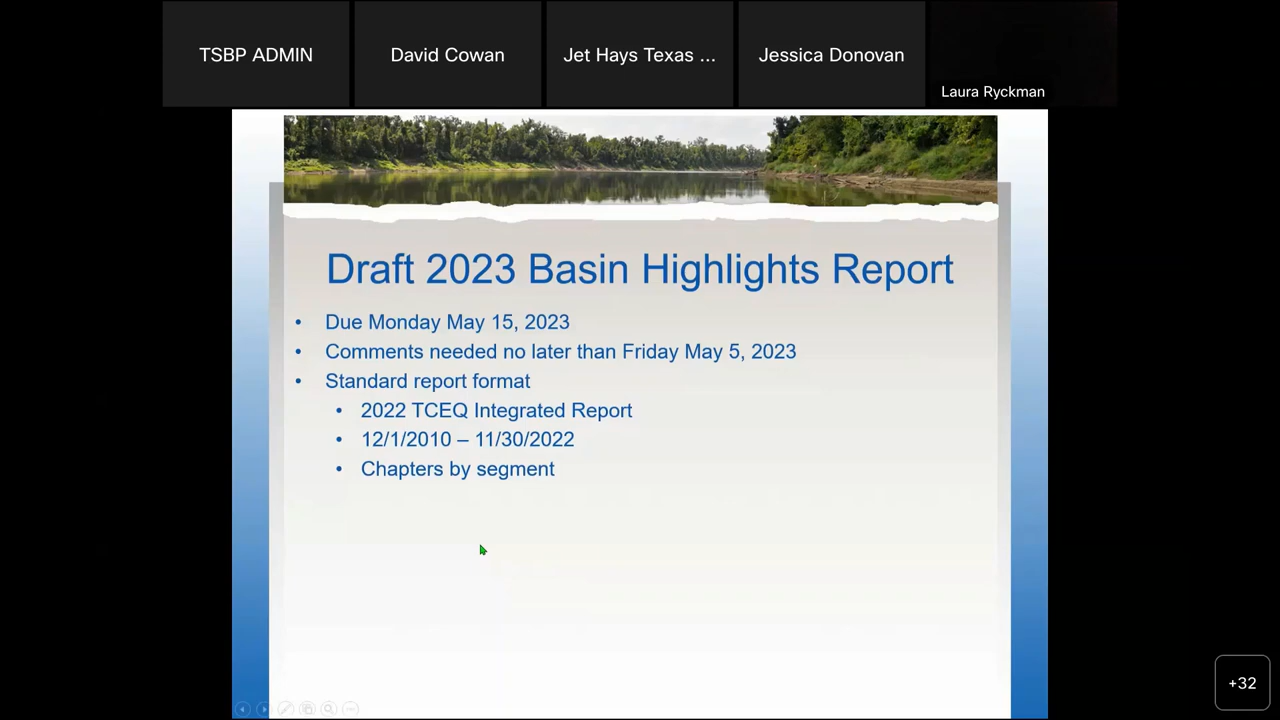 TSBP ADMIN
David Cowan
Jet Hays Texas ...
Jessica Donovan
Laura Ryckman
Draft 2023 Basin Highlights Report
• Due Monday May 15, 2023
• Comments needed no later than Friday May 5, 2023
• Standard report format
• 2022 TCEQ Integrated Report
• 12/1/2010 – 11/30/2022
• Chapters by segment
+32